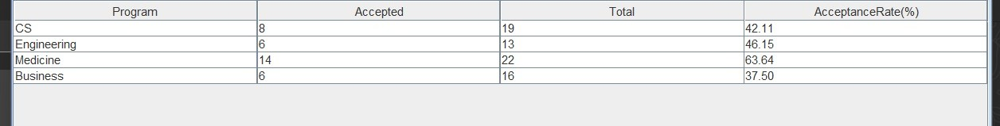 Program Accepted Total AcceptanceRate(%)
CS 8 19 42.11
Engineering 6 13 46.15
Medicine 14 22 63.64
Business 6 16 37.50